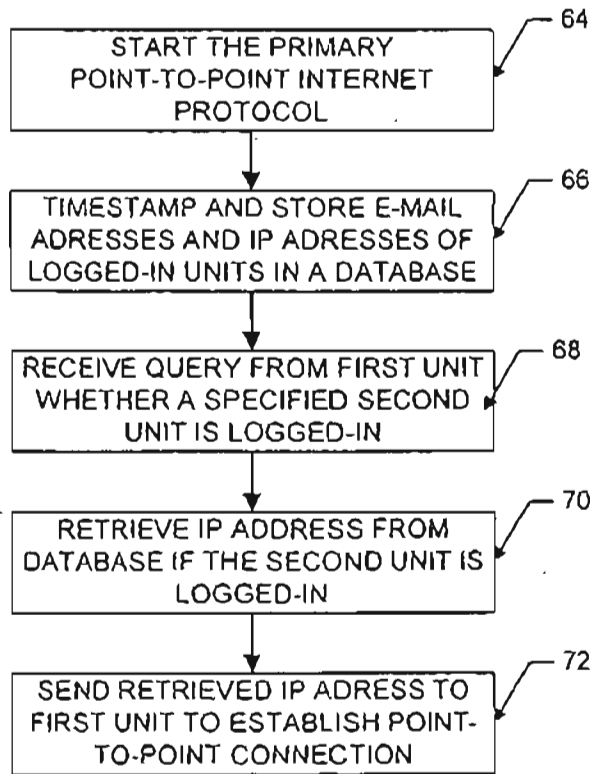 START THE PRIMARY
POINT-TO-POINT INTERNET
PROTOCOL
64
TIMESTAMP AND STORE E-MAIL
ADRESSES AND IP ADRESSES OF
LOGGED-IN UNITS IN A DATABASE
66
RECEIVE QUERY FROM FIRST UNIT
WHETHER A SPECIFIED SECOND
UNIT IS LOGGED-IN
68
RETRIEVE IP ADDRESS FROM
DATABASE IF THE SECOND UNIT IS
LOGGED-IN
70
SEND RETRIEVED IP ADRESS TO
FIRST UNIT TO ESTABLISH POINT-
TO-POINT CONNECTION
72